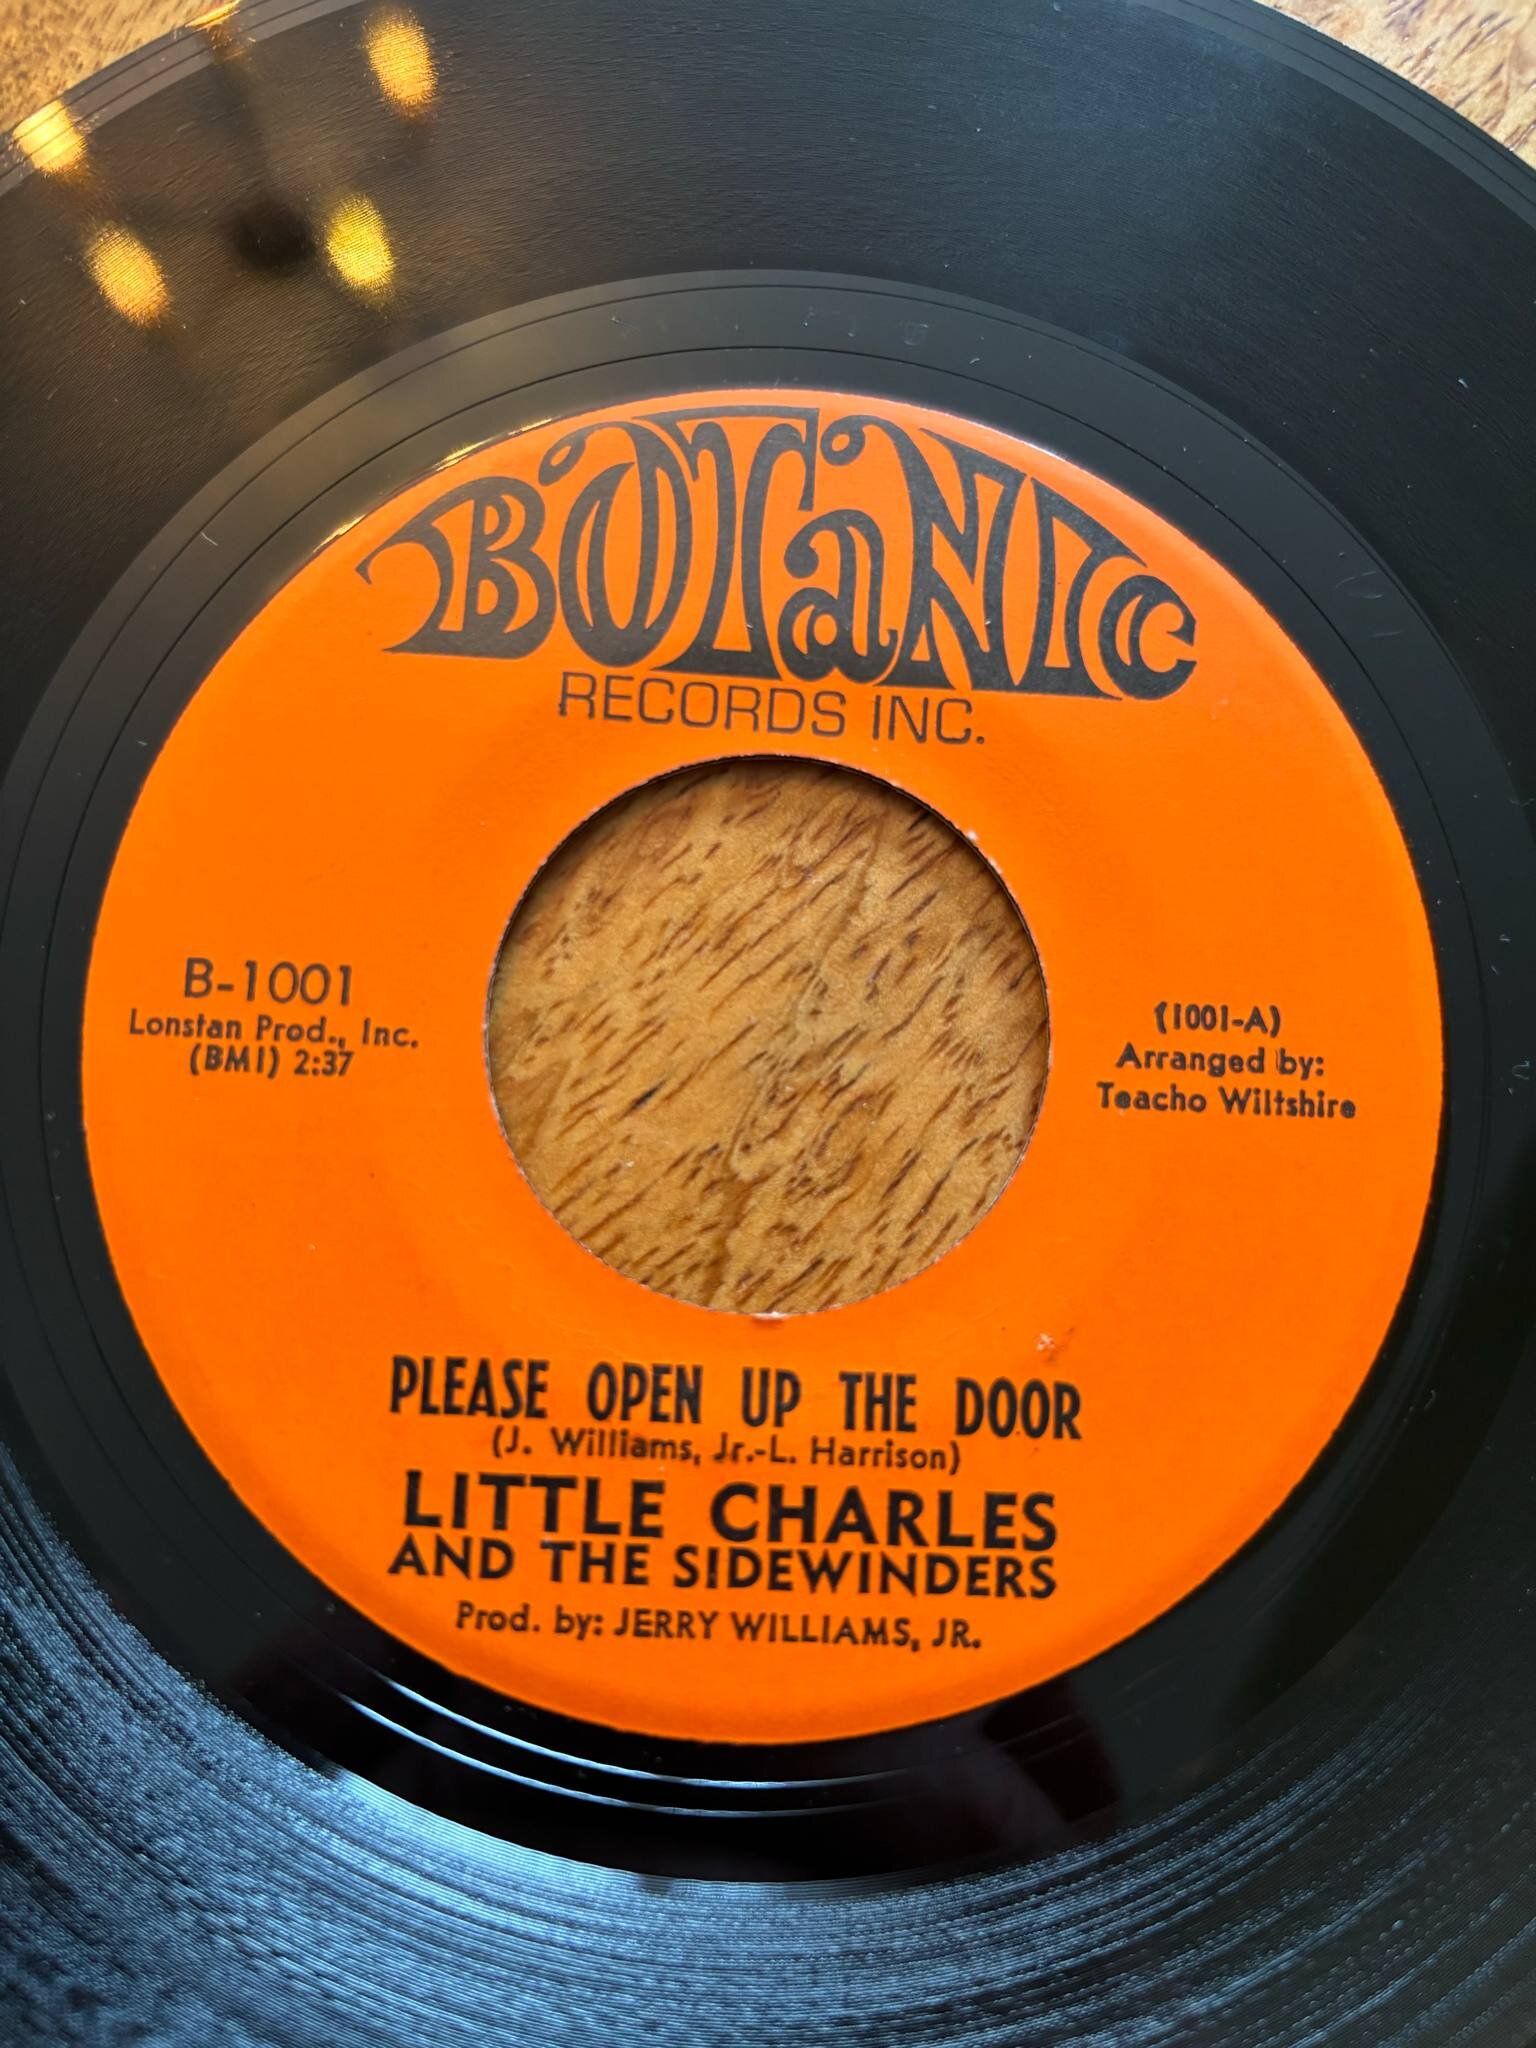 BOTaNIC
RECORDS INC.
B-1001
Lonstan Prod., Inc.
(BMI) 2:37
(1001-A)
Arranged by:
Teacho Wiltshire
PLEASE OPEN UP THE DOOR
(J. Williams, Jr.-L. Harrison)
LITTLE CHARLES
AND THE SIDEWINDERS
Prod. by: JERRY WILLIAMS, JR.